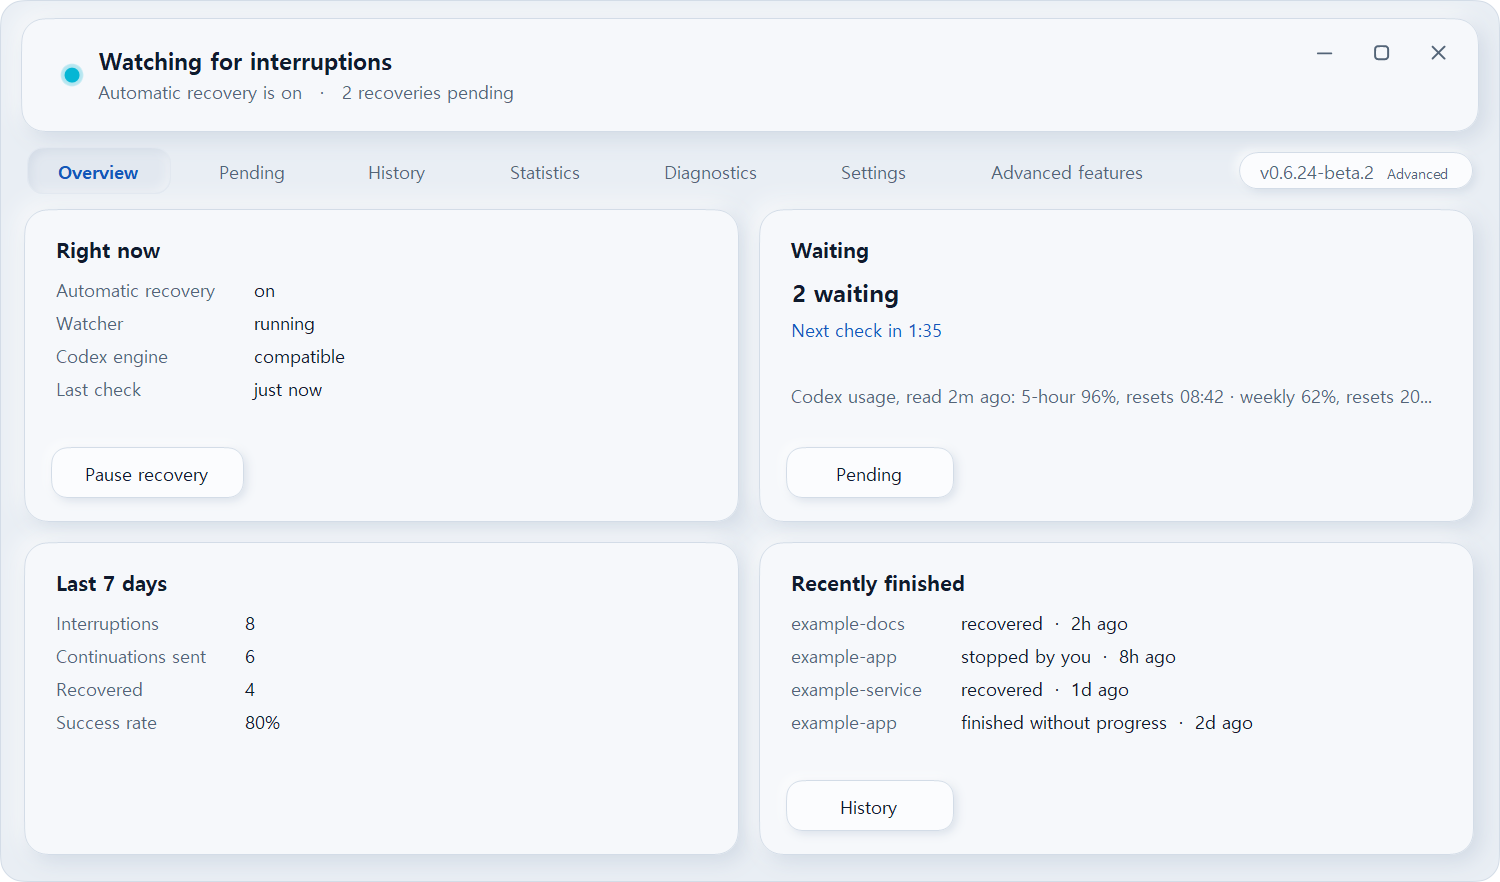 Watching for interruptions
Automatic recovery is on · 2 recoveries pending
Overview Pending History Statistics Diagnostics Settings Advanced features v0.6.24-beta.2 Advanced
Right now
Automatic recovery on
Watcher running
Codex engine compatible
Last check just now
Pause recovery
Waiting
2 waiting
Next check in 1:35
Codex usage, read 2m ago: 5-hour 96%, resets 08:42 · weekly 62%, resets 20...
Pending
Last 7 days
Interruptions 8
Continuations sent 6
Recovered 4
Success rate 80%
Recently finished
example-docs recovered · 2h ago
example-app stopped by you · 8h ago
example-service recovered · 1d ago
example-app finished without progress · 2d ago
History